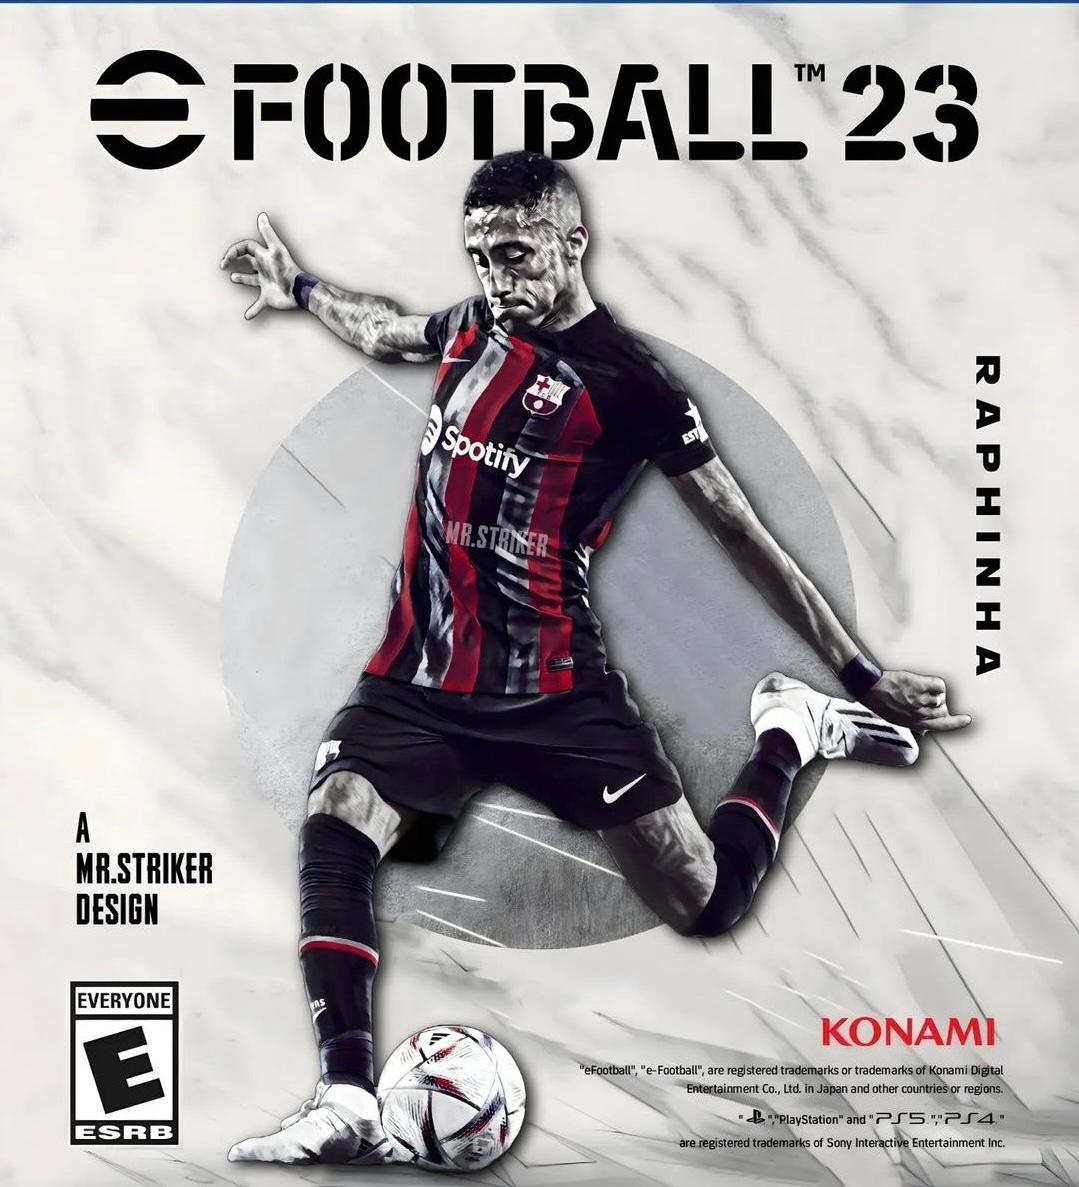 eFOOTBALL™ 23
RAPHINHA
EST
Spotify
MR.STRIKER
A
MR.STRIKER
DESIGN
EVERYONE
E
ESRB
KONAMI
"eFootball", "e-Football", are registered trademarks or trademarks of Konami Digital
Entertainment Co., Ltd. in Japan and other countries or regions.
" ","PlayStation" and "PS5","PS4"
are registered trademarks of Sony Interactive Entertainment Inc.